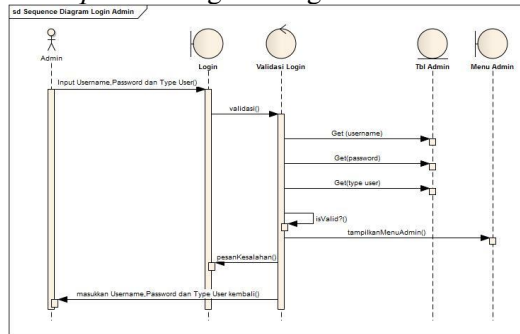 sd Sequence Diagram Login Admin
Admin
Login
Validasi Login
Tbl Admin
Menu Admin
Input Username,Password dan Type User()
validasi()
Get (username)
Get(password)
Get(type user)
isValid?()
tampilkanMenuAdmin()
pesanKesalahan()
masukkan Username,Password dan Type User kembali()